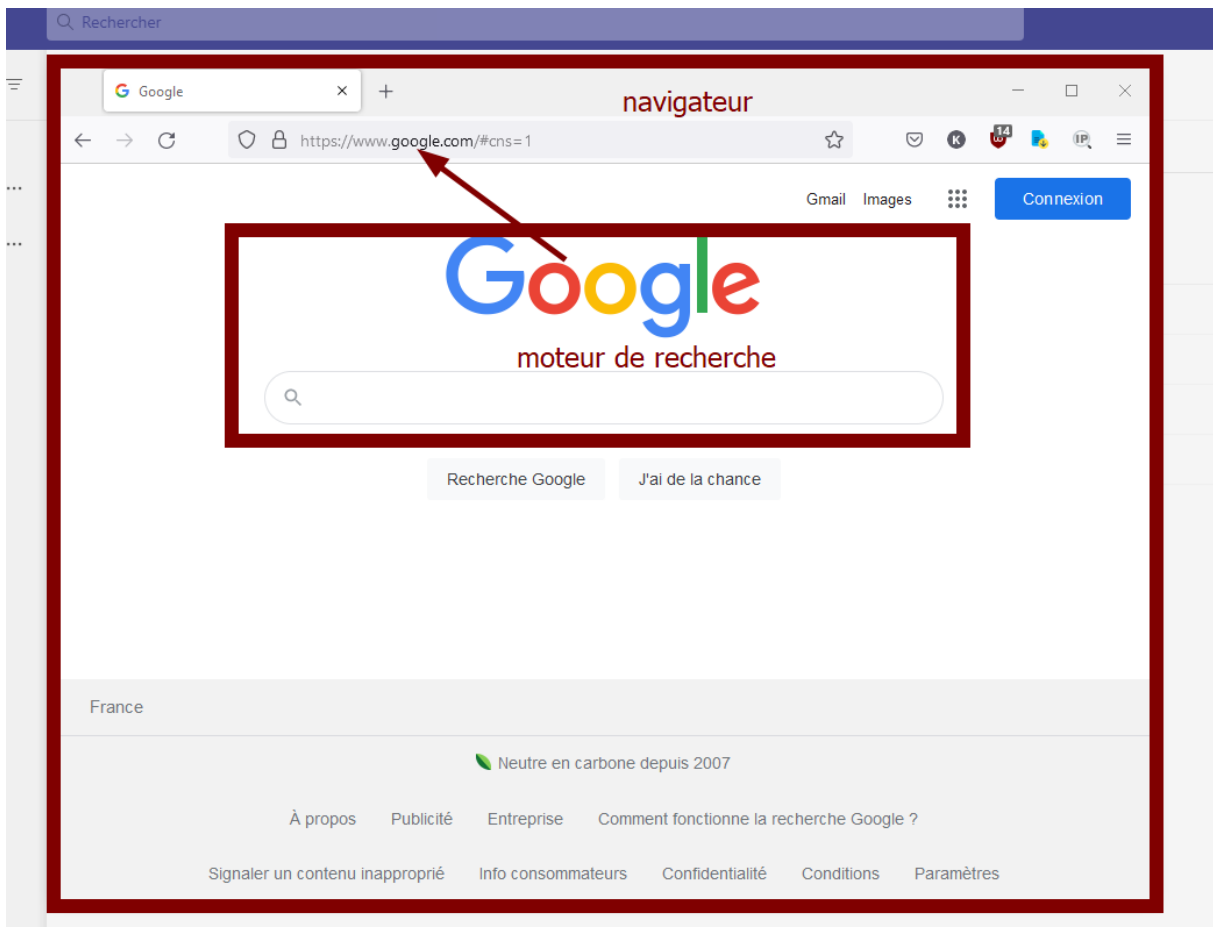 Rechercher
Google
navigateur
https://www.google.com/#cns=1
K
14
IP
Gmail Images Connexion
Google
moteur de recherche
Recherche Google J'ai de la chance
France
Neutre en carbone depuis 2007
À propos Publicité Entreprise Comment fonctionne la recherche Google ?
Signaler un contenu inapproprié Info consommateurs Confidentialité Conditions Paramètres